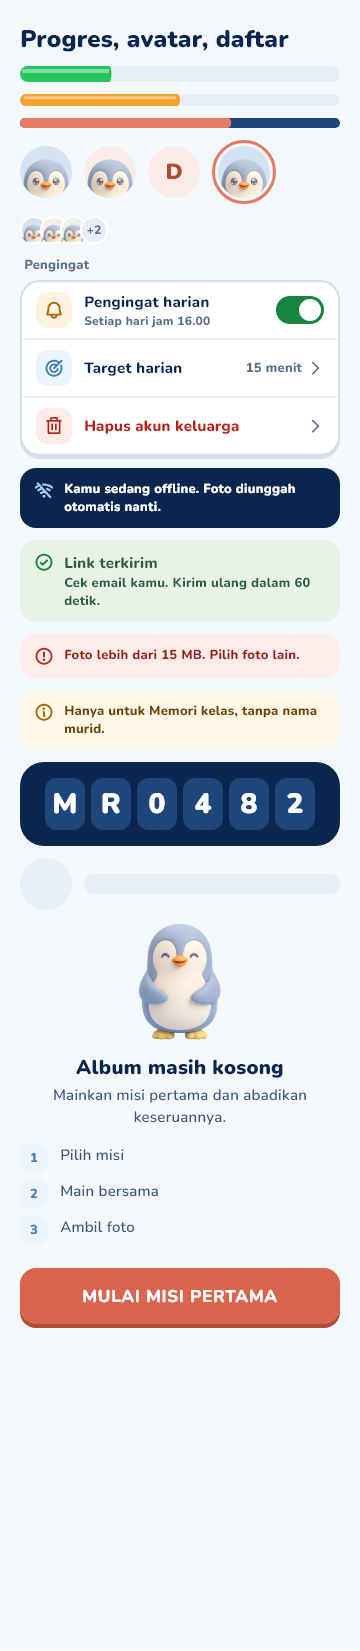 Progres, avatar, daftar
D
+2
Pengingat
Pengingat harian
Setiap hari jam 16.00
Target harian
15 menit
Hapus akun keluarga
Kamu sedang offline. Foto diunggah
otomatis nanti.
Link terkirim
Cek email kamu. Kirim ulang dalam 60
detik.
Foto lebih dari 15 MB. Pilih foto lain.
Hanya untuk Memori kelas, tanpa nama
murid.
M R 0 4 8 2
Album masih kosong
Mainkan misi pertama dan abadikan
keseruannya.
1 Pilih misi
2 Main bersama
3 Ambil foto
MULAI MISI PERTAMA